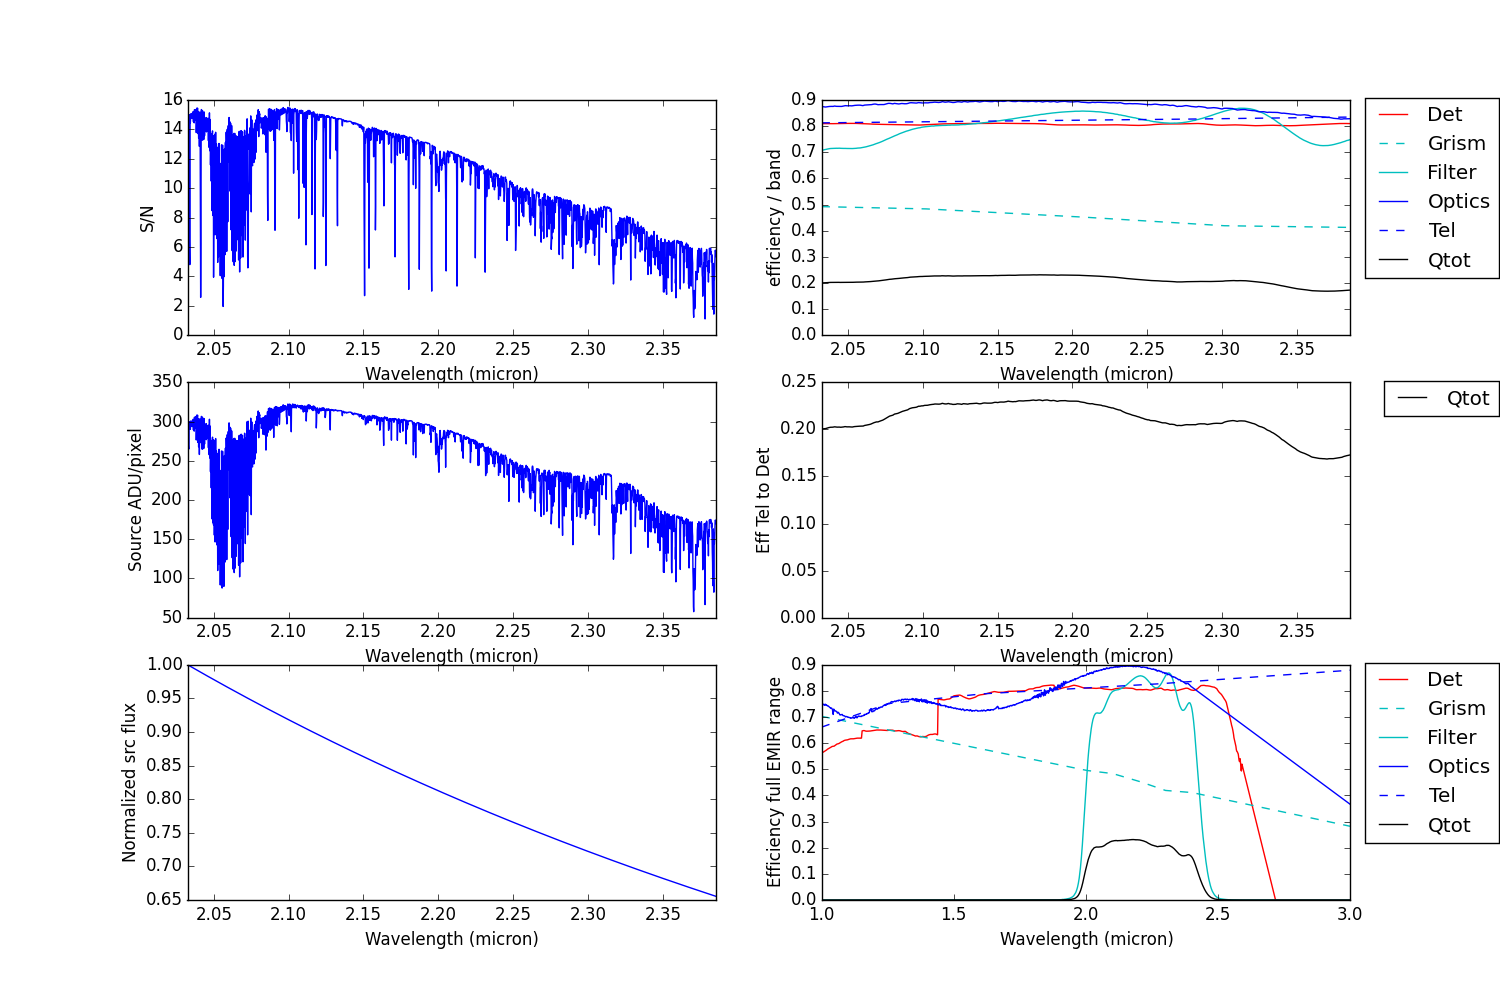 S/N
16
14
12
10
8
6
4
2
0
2.05 2.10 2.15 2.20 2.25 2.30 2.35
Wavelength (micron)
efficiency / band
0.9
0.8
0.7
0.6
0.5
0.4
0.3
0.2
0.1
0.0
2.05 2.10 2.15 2.20 2.25 2.30 2.35
Wavelength (micron)
Det
Grism
Filter
Optics
Tel
Qtot
Source ADU/pixel
350
300
250
200
150
100
50
2.05 2.10 2.15 2.20 2.25 2.30 2.35
Wavelength (micron)
Eff Tel to Det
0.25
0.20
0.15
0.10
0.05
0.00
2.05 2.10 2.15 2.20 2.25 2.30 2.35
Wavelength (micron)
Qtot
Normalized src flux
1.00
0.95
0.90
0.85
0.80
0.75
0.70
0.65
2.05 2.10 2.15 2.20 2.25 2.30 2.35
Wavelength (micron)
Efficiency full EMIR range
0.9
0.8
0.7
0.6
0.5
0.4
0.3
0.2
0.1
0.0
1.0 1.5 2.0 2.5 3.0
Wavelength (micron)
Det
Grism
Filter
Optics
Tel
Qtot